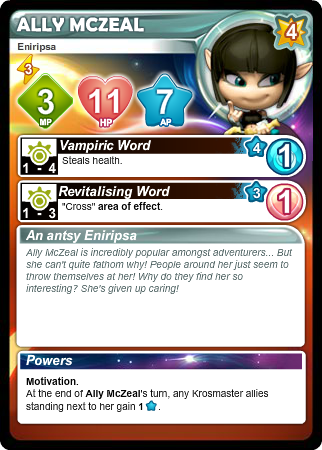 ALLY MCZEAL
4
Eniripsa
3
3
MP
11
HP
7
AP
Vampiric Word
4
1
Steals health.
1 - 4
Revitalising Word
3
1
"Cross" area of effect.
1 - 3
An antsy Eniripsa
Ally McZeal is incredibly popular amongst adventurers... But
she can't quite fathom why! People around her just seem to
throw themselves at her! Why do they find her so
interesting? She's given up caring!
Powers
Motivation.
At the end of Ally McZeal's turn, any Krosmaster allies
standing next to her gain 1 .